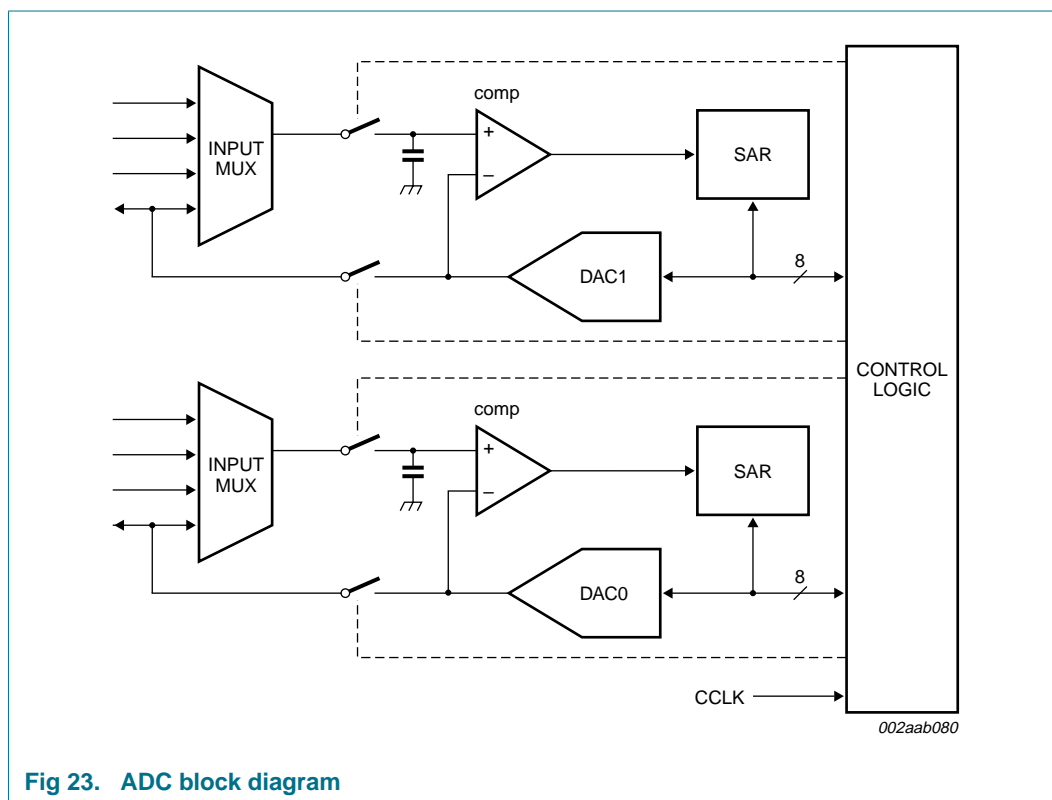 comp
+
−
INPUT
MUX
SAR
DAC1
8
CONTROL
LOGIC
comp
+
−
INPUT
MUX
SAR
DAC0
8
CCLK
002aab080
Fig 23. ADC block diagram